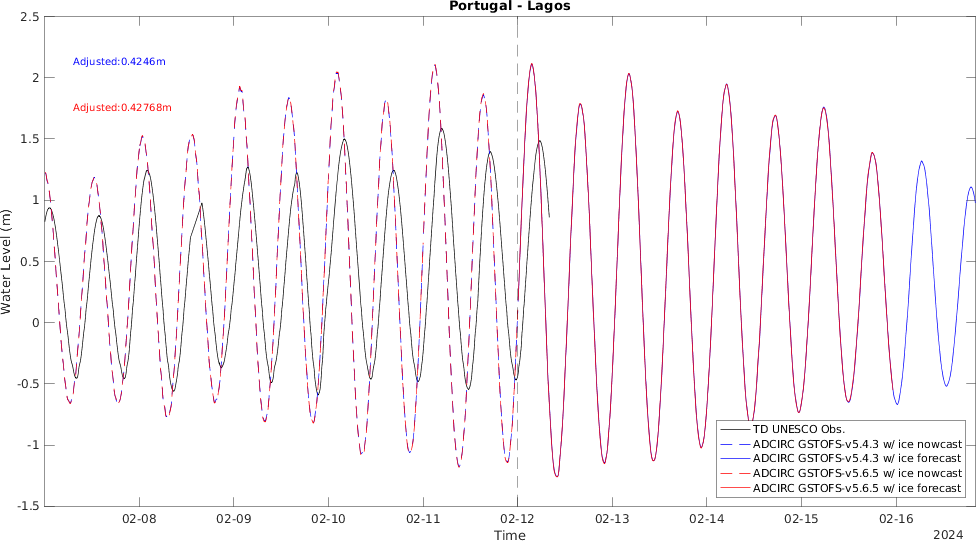 Portugal - Lagos
2.5
2
1.5
1
0.5
0
-0.5
-1
-1.5
Water Level (m)
Adjusted:0.4246m
Adjusted:0.42768m
TD UNESCO Obs.
ADCIRC GSTOFS-v5.4.3 w/ ice nowcast
ADCIRC GSTOFS-v5.4.3 w/ ice forecast
ADCIRC GSTOFS-v5.6.5 w/ ice nowcast
ADCIRC GSTOFS-v5.6.5 w/ ice forecast
02-08 02-09 02-10 02-11 02-12 02-13 02-14 02-15 02-16
Time
2024